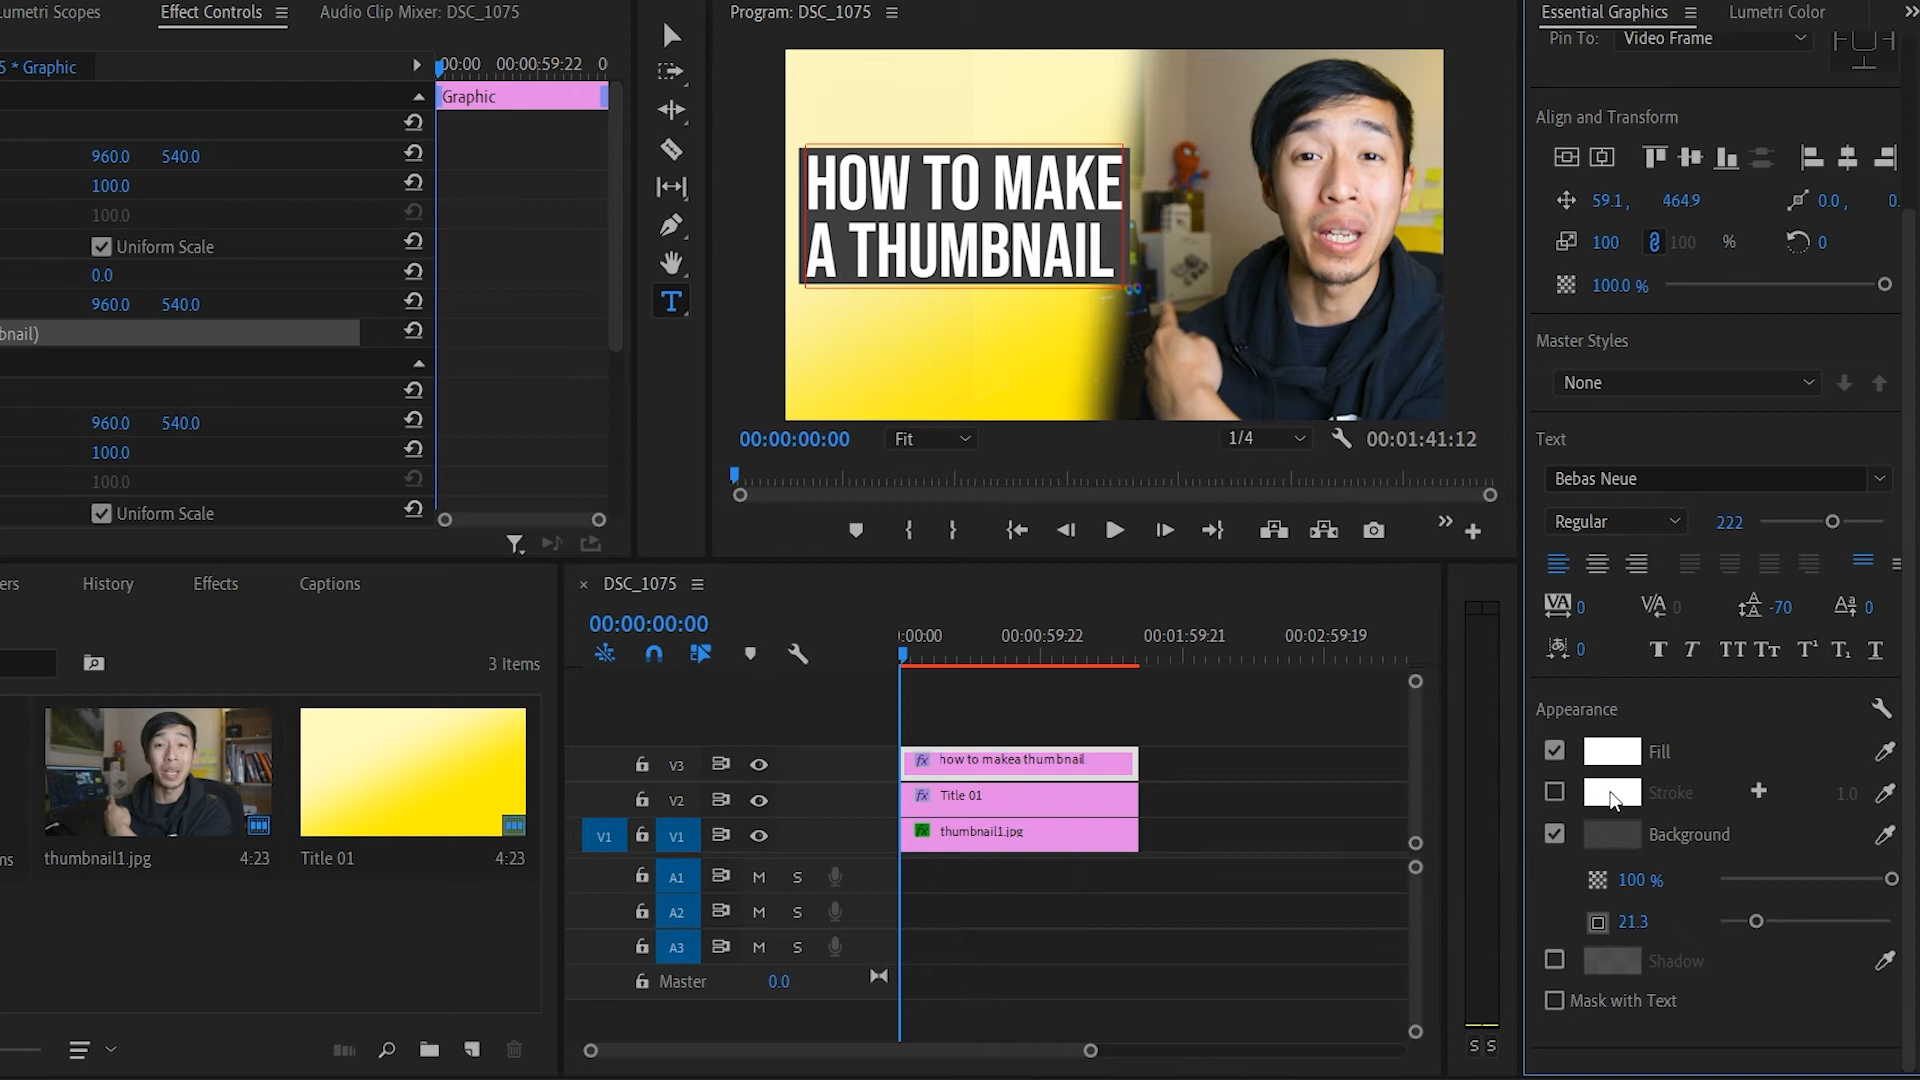 Lumetri Scopes
Effect Controls
Audio Clip Mixer: DSC_1075
Program: DSC_1075
Essential Graphics
Lumetri Color
Pin To:
Video Frame
5 * Graphic
00:00
00:00:59:22
0
Graphic
960.0 540.0
100.0
100.0
Uniform Scale
0.0
960.0 540.0
bnail)
960.0 540.0
100.0
100.0
Uniform Scale
HOW TO MAKE
A THUMBNAIL
00:00:00:00
Fit
1/4
00:01:41:12
Align and Transform
59.1 ,
464.9
0.0 ,
0.
100
100
%
0
100.0 %
Master Styles
None
Text
Bebas Neue
Regular
222
0
0
-70
0
0
Appearance
Fill
Stroke
1.0
Background
100 %
21.3
Shadow
Mask with Text
ers
History
Effects
Captions
3 Items
ms
thumbnail1.jpg
4:23
Title 01
4:23
DSC_1075
00:00:00:00
:00:00
00:00:59:22
00:01:59:21
00:02:59:19
V3
how to makea thumbnail
V2
Title 01
V1
V1
thumbnail1.jpg
A1
M
S
A2
M
S
A3
M
S
Master
0.0
S S